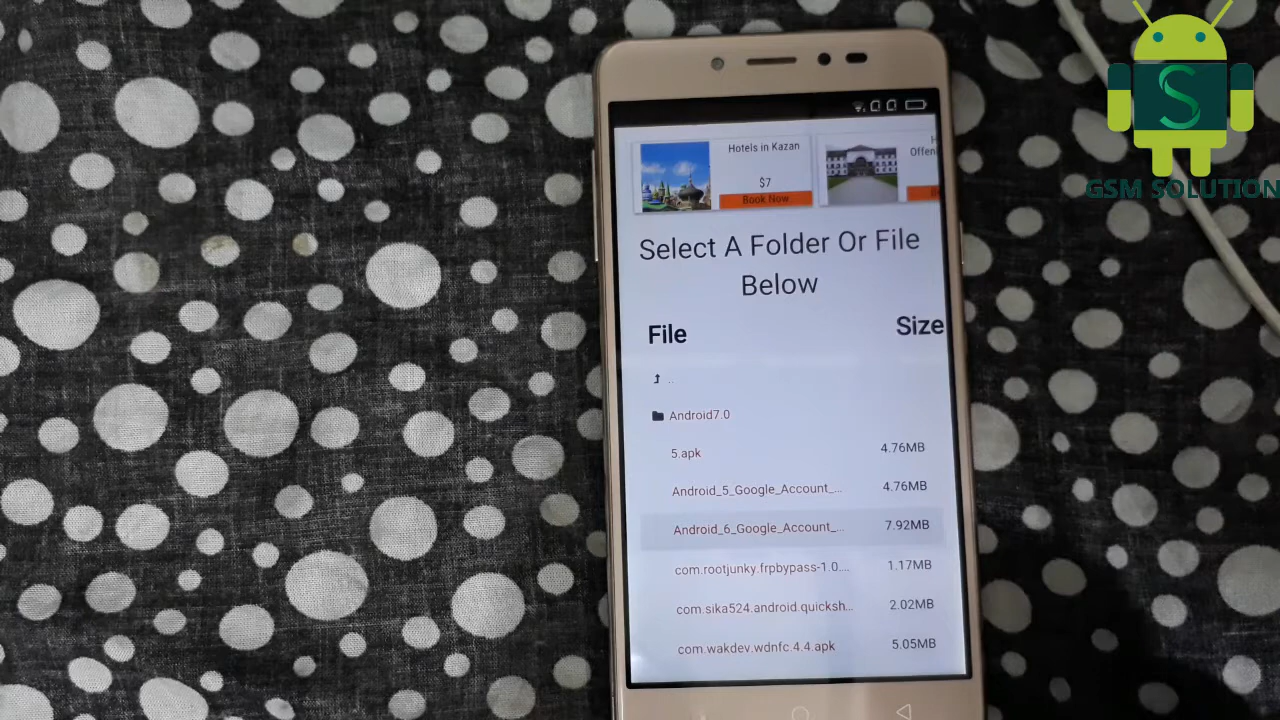 S
GSM SOLUTION
Hotels in Kazan
$7
Book Now
Offen
Select A Folder Or File
Below
File Size
..
Android7.0
5.apk 4.76MB
Android_5_Google_Account_... 4.76MB
Android_6_Google_Account_... 7.92MB
com.rootjunky.frpbypass-1.0.... 1.17MB
com.sika524.android.quicksh... 2.02MB
com.wakdev.wdnfc.4.4.apk 5.05MB